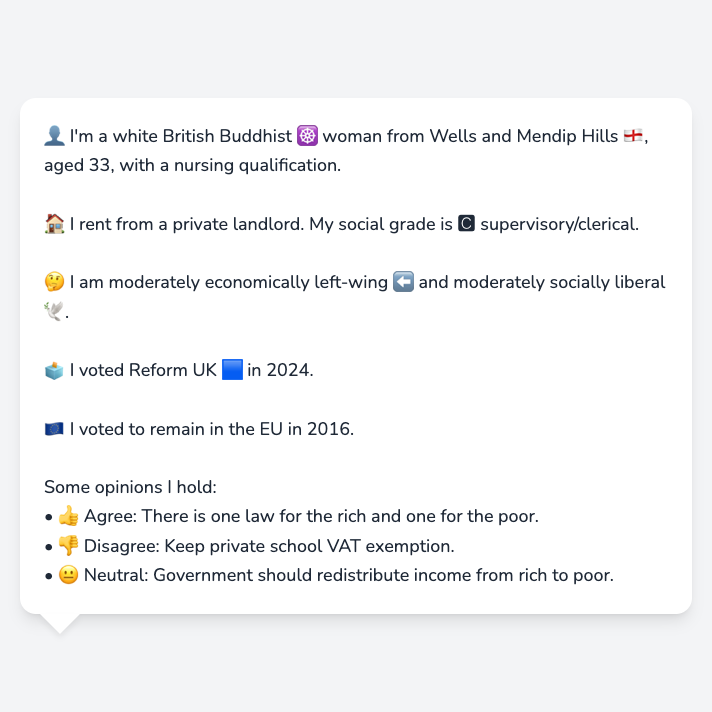 👤 I'm a white British Buddhist ☸️ woman from Wells and Mendip Hills 🏴󠁧󠁢󠁥󠁮󠁧󠁿,
aged 33, with a nursing qualification.
🏠 I rent from a private landlord. My social grade is 🅲 supervisory/clerical.
🤔 I am moderately economically left-wing ⬅️ and moderately socially liberal
🕊️.
🗳️ I voted Reform UK 🟦 in 2024.
🇪🇺 I voted to remain in the EU in 2016.
Some opinions I hold:
• 👍 Agree: There is one law for the rich and one for the poor.
• 👎 Disagree: Keep private school VAT exemption.
• 😐 Neutral: Government should redistribute income from rich to poor.